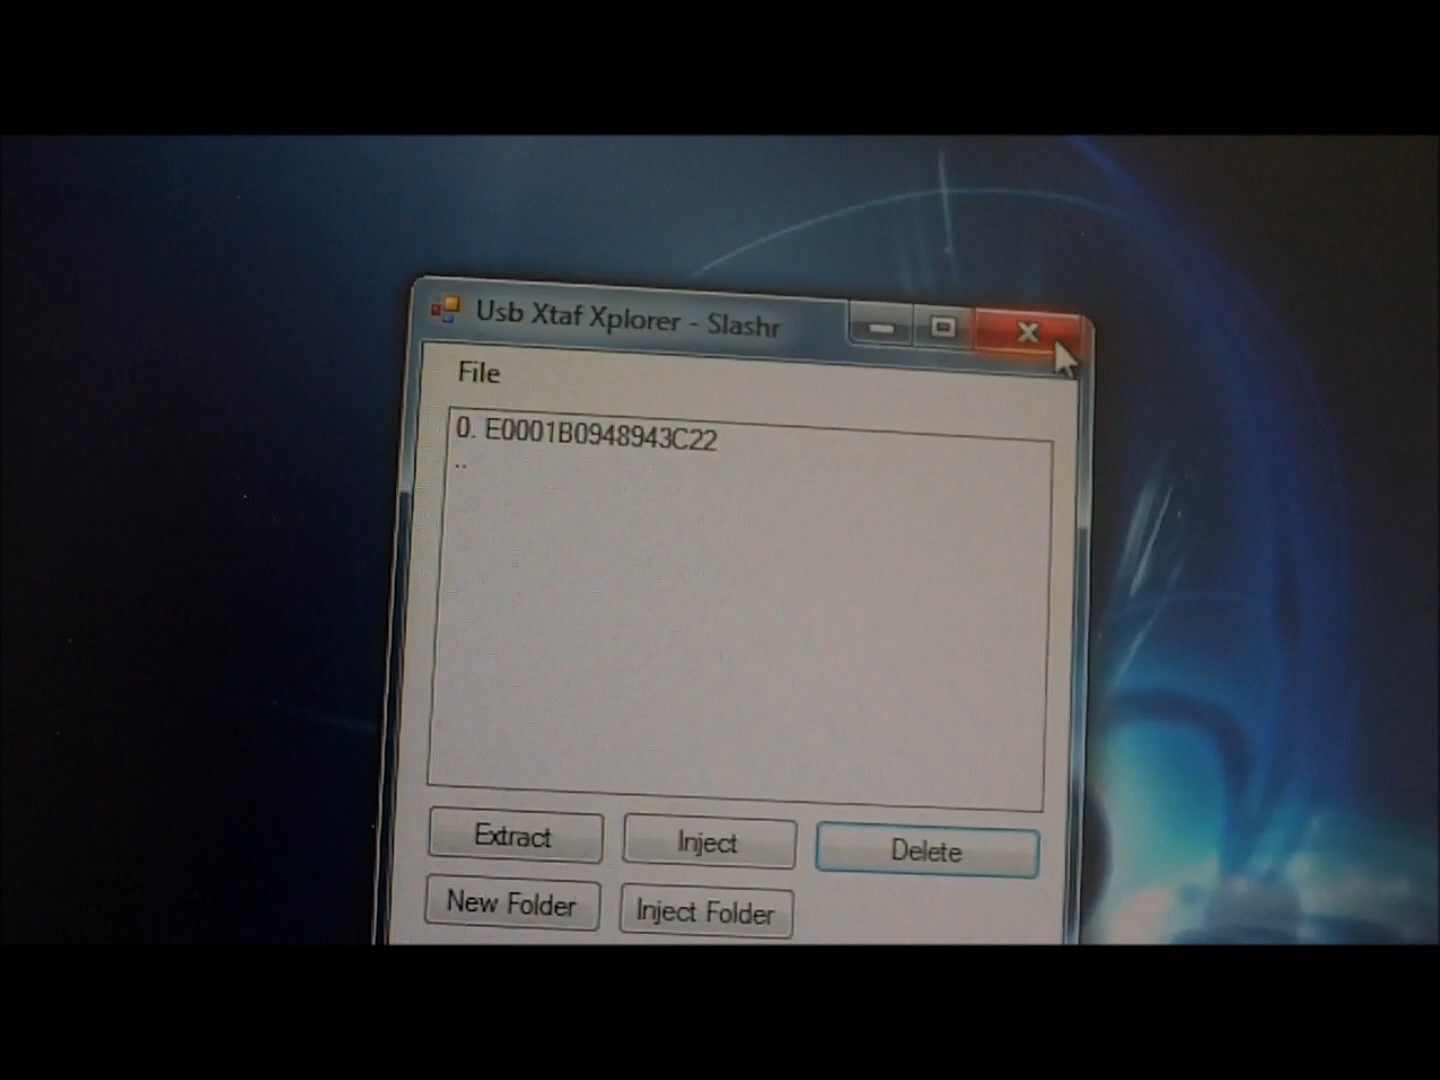 Usb Xtaf Xplorer - Slashr
File
0. E0001B0948943C22
..
Extract
Inject
Delete
New Folder
Inject Folder